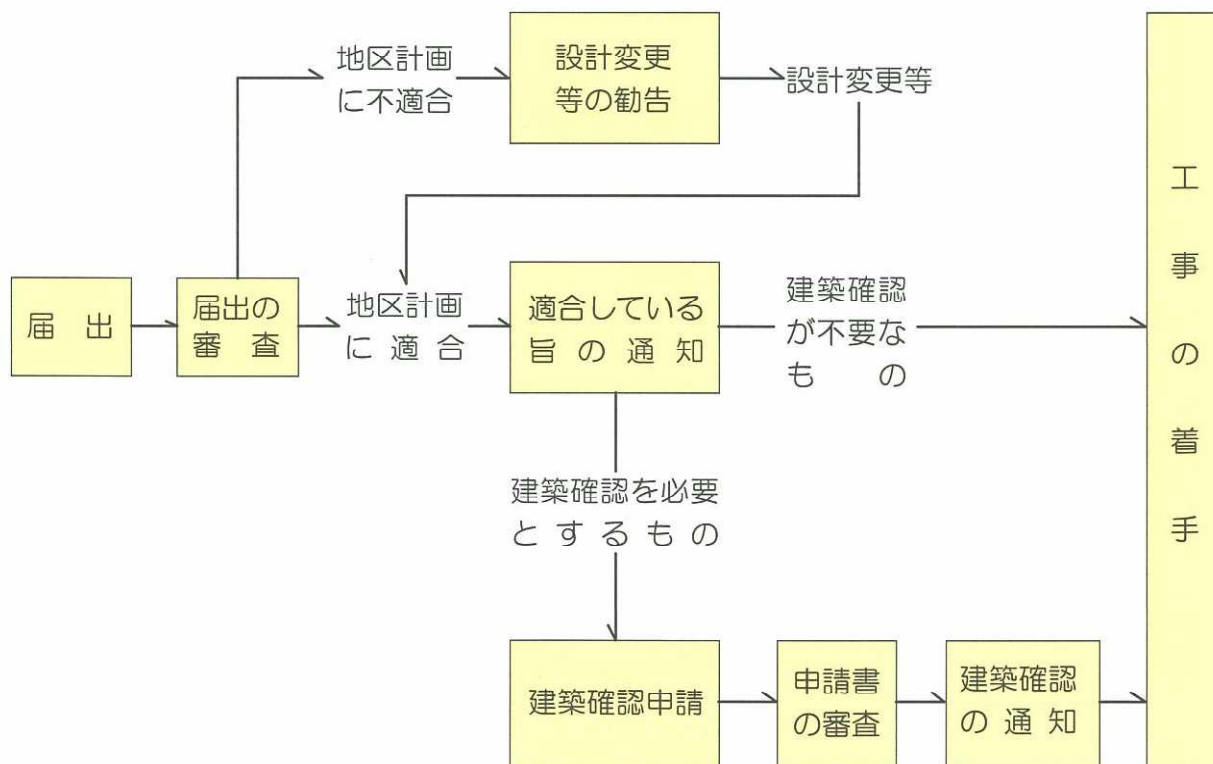 地区計画
に不適合
設計変更
等の勧告
設計変更等
届出
届出の
審査
地区計画
に適合
適合している
旨の通知
建築確認
が不要な
もの
建築確認を必要
とするもの
建築確認申請
申請書
の審査
建築確認
の通知
工事の着手